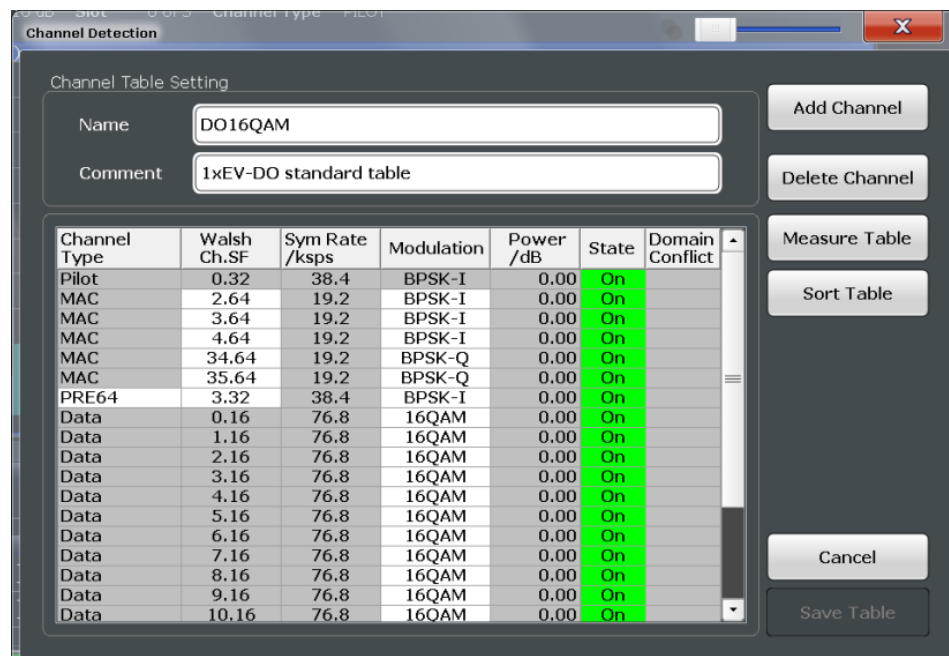 Slot 0 of 3 Channel Type PILOT
Channel Detection
Channel Table Setting
Name DO16QAM
Comment 1xEV-DO standard table
Add Channel
Delete Channel
Measure Table
Sort Table
Cancel
Save Table
Channel Type Walsh Ch.SF Sym Rate /ksps Modulation Power /dB State Domain Conflict
Pilot 0.32 38.4 BPSK-I 0.00 On
MAC 2.64 19.2 BPSK-I 0.00 On
MAC 3.64 19.2 BPSK-I 0.00 On
MAC 4.64 19.2 BPSK-I 0.00 On
MAC 34.64 19.2 BPSK-Q 0.00 On
MAC 35.64 19.2 BPSK-Q 0.00 On
PRE64 3.32 38.4 BPSK-I 0.00 On
Data 0.16 76.8 16QAM 0.00 On
Data 1.16 76.8 16QAM 0.00 On
Data 2.16 76.8 16QAM 0.00 On
Data 3.16 76.8 16QAM 0.00 On
Data 4.16 76.8 16QAM 0.00 On
Data 5.16 76.8 16QAM 0.00 On
Data 6.16 76.8 16QAM 0.00 On
Data 7.16 76.8 16QAM 0.00 On
Data 8.16 76.8 16QAM 0.00 On
Data 9.16 76.8 16QAM 0.00 On
Data 10.16 76.8 16QAM 0.00 On